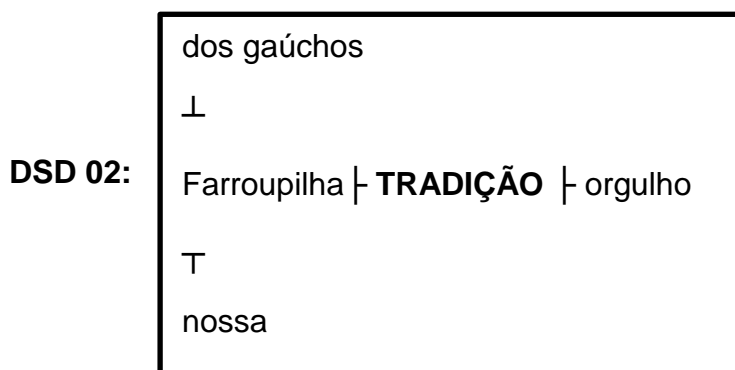 dos gaúchos
⊥
DSD 02: Farroupilha├ TRADIÇÃO ├ orgulho
┬
nossa